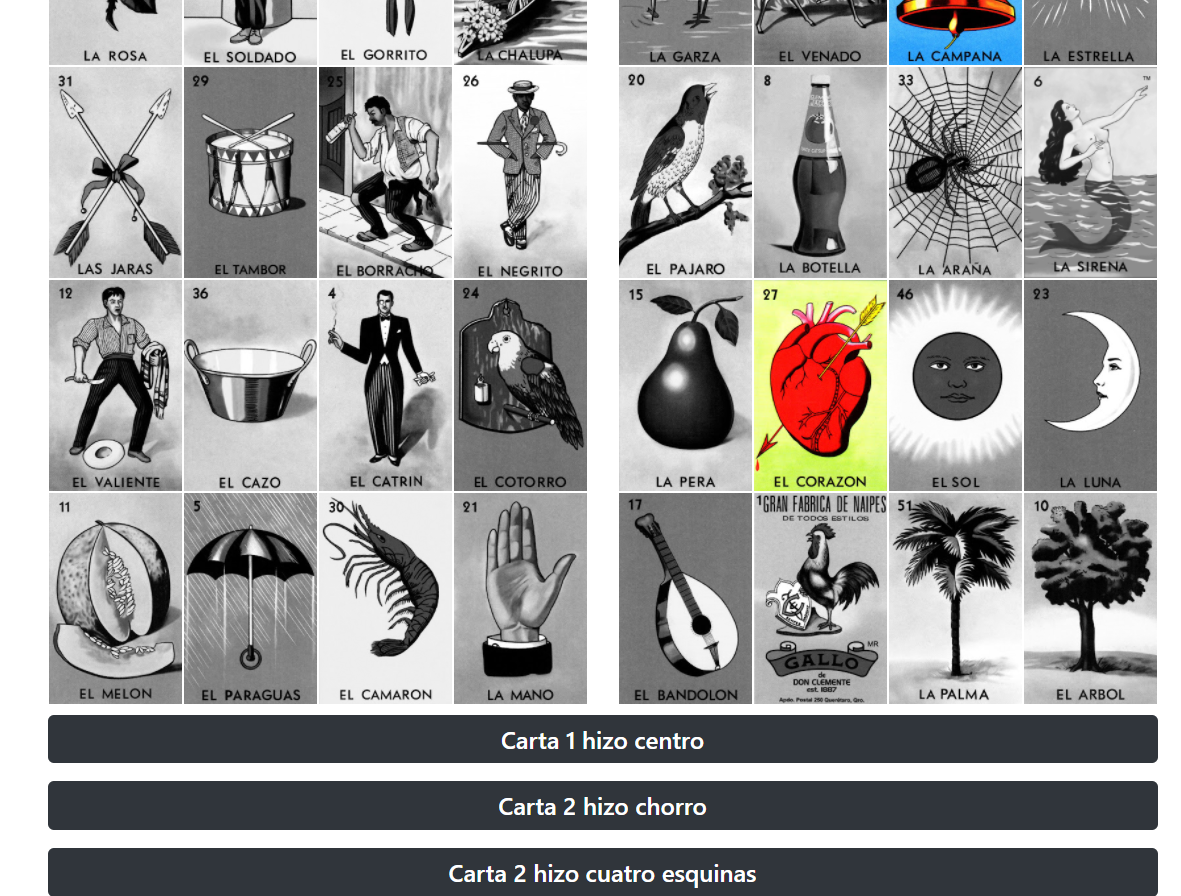 LA ROSA
EL SOLDADO
EL GORRITO
LA CHALUPA
LA GARZA
EL VENADO
LA CAMPANA
LA ESTRELLA
31
LAS JARAS
29
EL TAMBOR
25
EL BORRACHO
26
EL NEGRITO
20
EL PAJARO
8
LA BOTELLA
33
LA ARAÑA
6
TM
LA SIRENA
12
EL VALIENTE
36
EL CAZO
4
EL CATRIN
24
EL COTORRO
15
LA PERA
27
EL CORAZON
46
EL SOL
23
LA LUNA
11
EL MELON
5
EL PARAGUAS
30
EL CAMARON
21
LA MANO
17
EL BANDOLON
1 GRAN FABRICA DE NAIPES
DE TODOS ESTILOS
MR
GALLO
de
DON CLEMENTE
est. 1887
Apdo. Postal 250 Querétaro, Qro.
51
LA PALMA
10
EL ARBOL
Carta 1 hizo centro
Carta 2 hizo chorro
Carta 2 hizo cuatro esquinas